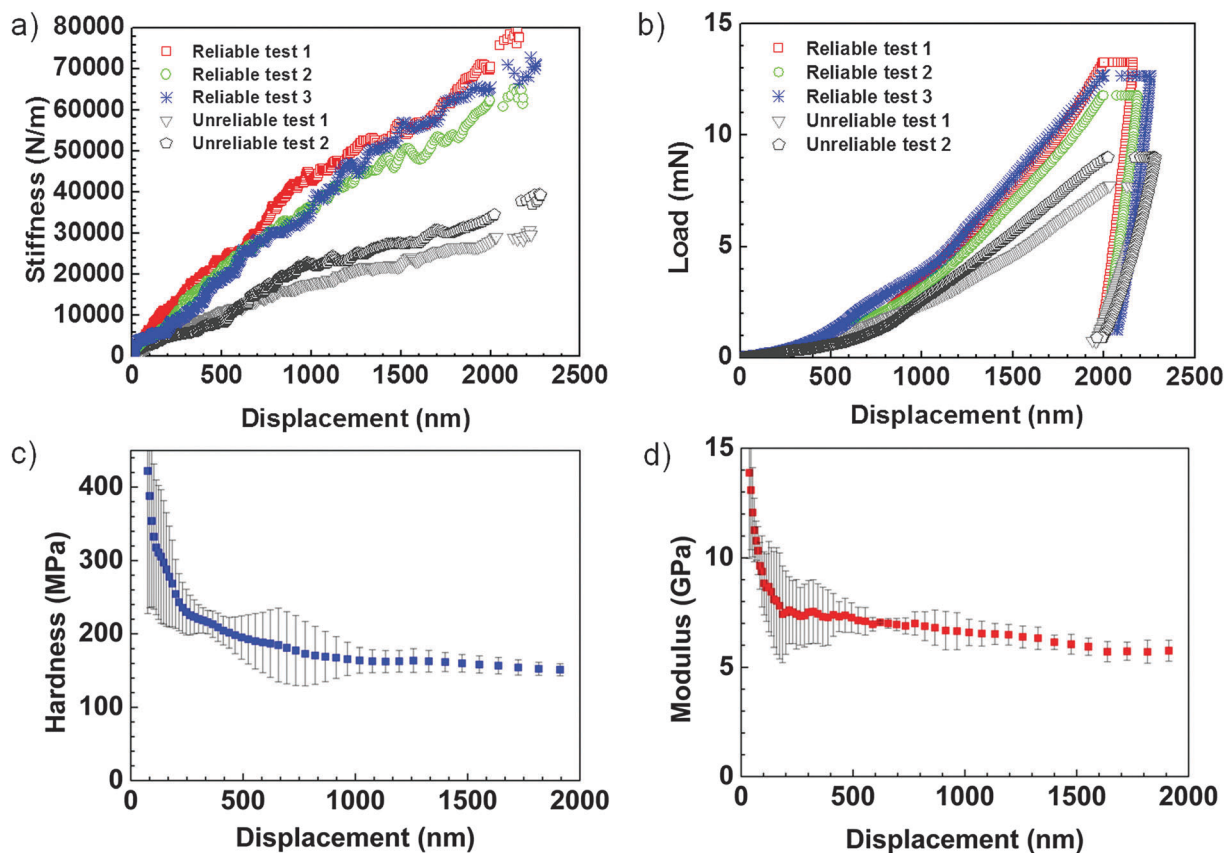 a)
Stiffness (N/m)
80000
70000
60000
50000
40000
30000
20000
10000
0
Reliable test 1
Reliable test 2
Reliable test 3
Unreliable test 1
Unreliable test 2
0 500 1000 1500 2000 2500
Displacement (nm)
b)
Load (mN)
15
10
5
0
Reliable test 1
Reliable test 2
Reliable test 3
Unreliable test 1
Unreliable test 2
0 500 1000 1500 2000 2500
Displacement (nm)
c)
Hardness (MPa)
400
300
200
100
0
0 500 1000 1500 2000
Displacement (nm)
d)
Modulus (GPa)
15
10
5
0
0 500 1000 1500 2000
Displacement (nm)